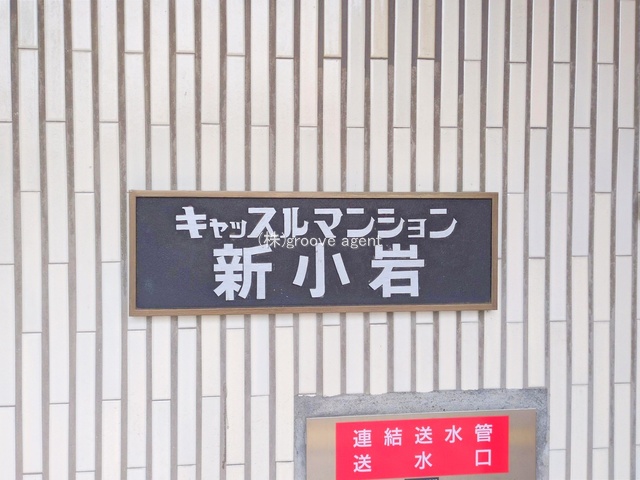 キャッスルマンション
(株)groove agent
新小岩
連結送水管
送水口